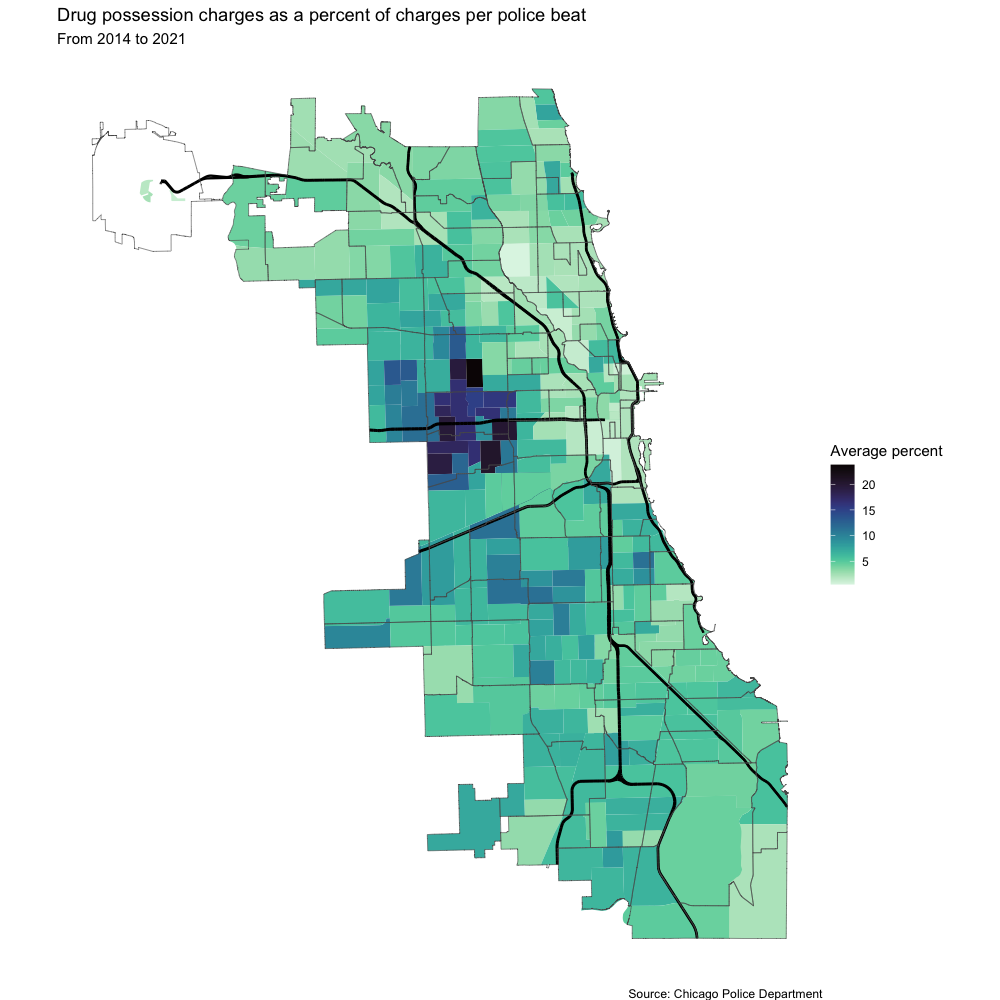 Drug possession charges as a percent of charges per police beat
From 2014 to 2021
Average percent
20
15
10
5
Source: Chicago Police Department